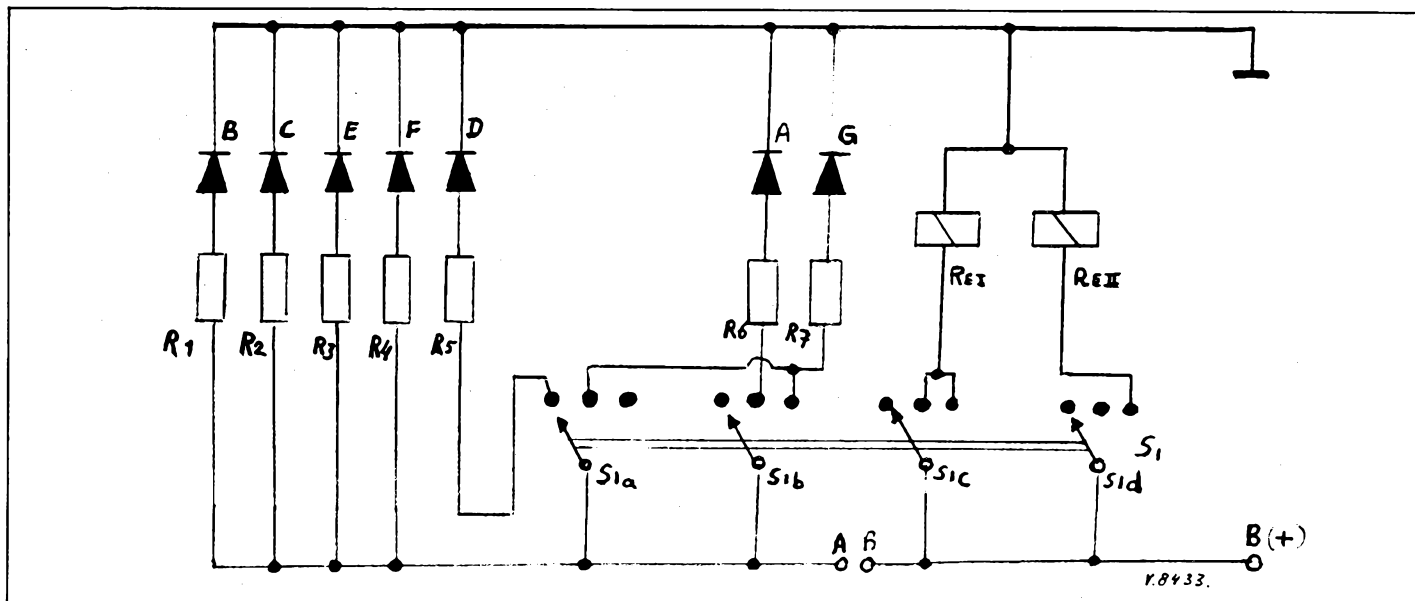 B C E F D A G
R1 R2 R3 R4 R5 R6 R7 REI REII
S1a S1b S1c S1d S1
A B(+)
V.8433.